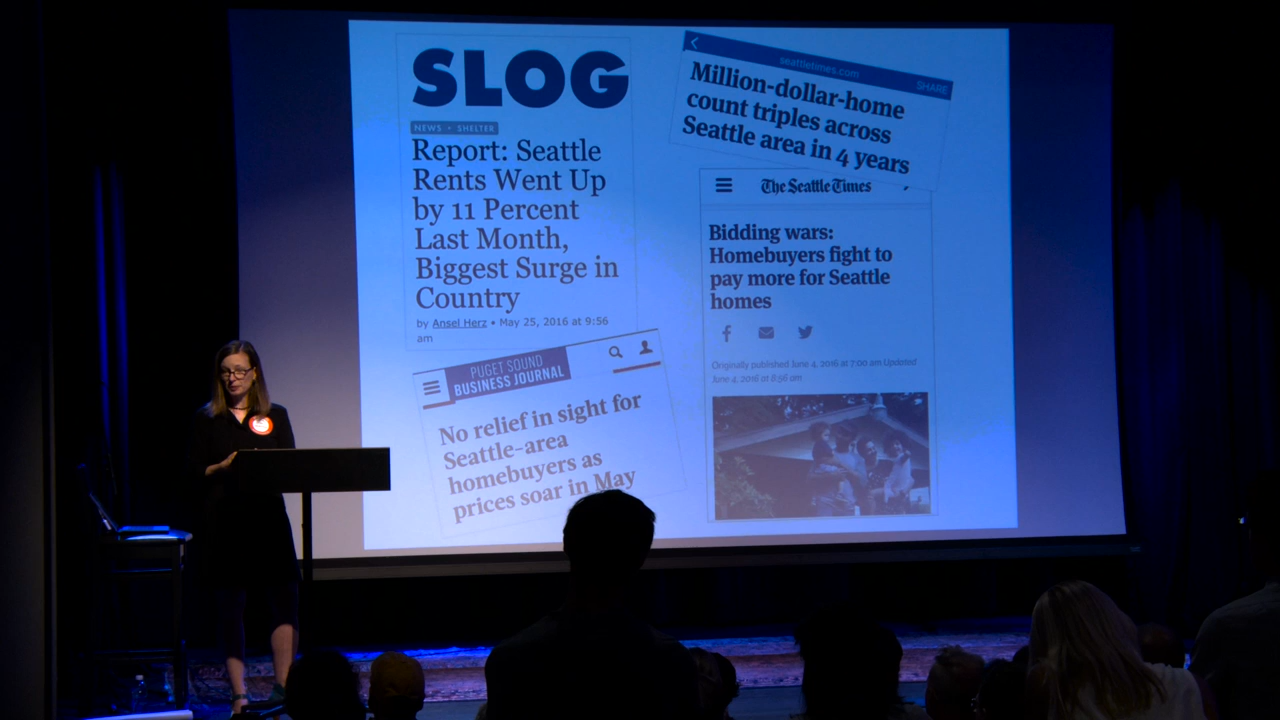 SLOG
NEWS • SHELTER
Report: Seattle
Rents Went Up
by 11 Percent
Last Month,
Biggest Surge in
Country
by Ansel Herz • May 25, 2016 at 9:56
am
PUGET SOUND
BUSINESS JOURNAL
No relief in sight for
Seattle-area
homebuyers as
prices soar in May
seattletimes.com
SHARE
Million-dollar-home
count triples across
Seattle area in 4 years
The Seattle Times
Bidding wars:
Homebuyers fight to
pay more for Seattle
homes
Originally published June 4, 2016 at 7:00 am Updated
June 4, 2016 at 8:56 pm